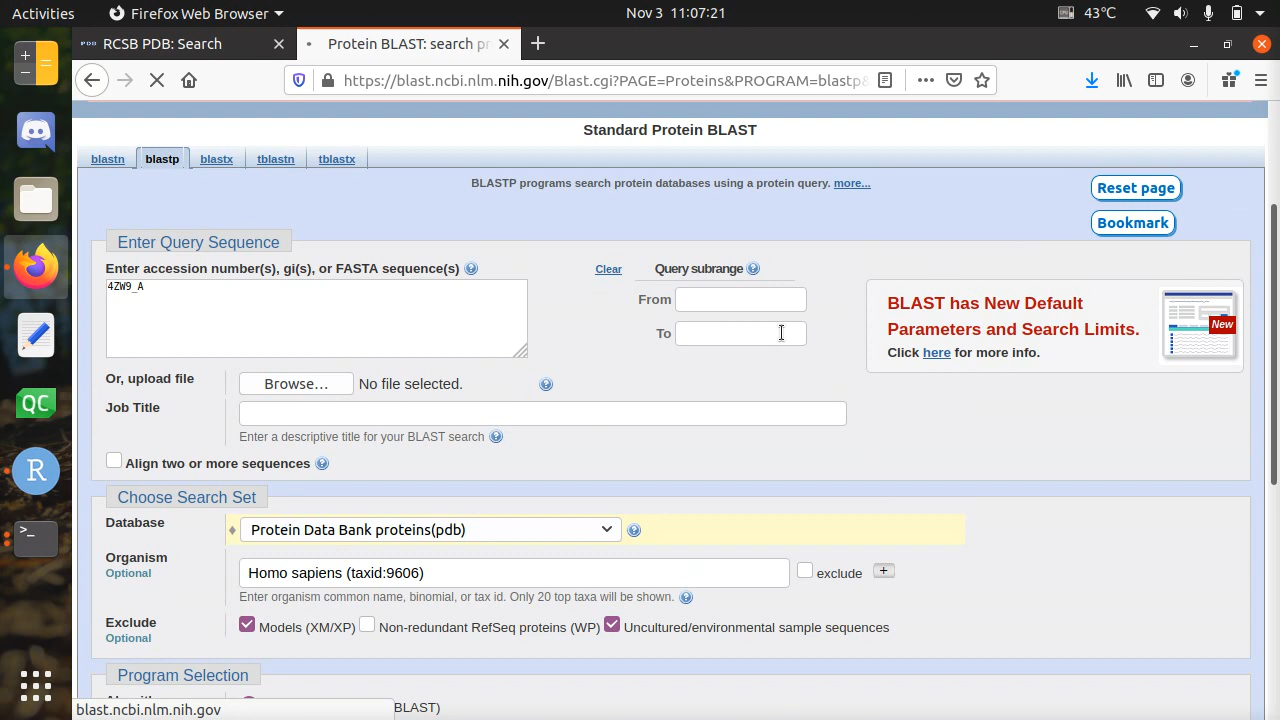 Activities
Firefox Web Browser
Nov 3 11:07:21
43°C
PDB RCSB PDB: Search
Protein BLAST: search pr
https://blast.ncbi.nlm.nih.gov/Blast.cgi?PAGE=Proteins&PROGRAM=blastp&
Standard Protein BLAST
blastn blastp blastx tblastn tblastx
BLASTP programs search protein databases using a protein query. more...
Reset page
Bookmark
Enter Query Sequence
Enter accession number(s), gi(s), or FASTA sequence(s)
Clear
Query subrange
4ZW9_A
From
To
BLAST has New Default
Parameters and Search Limits.
Click here for more info.
New
Or, upload file
Browse...
No file selected.
Job Title
Enter a descriptive title for your BLAST search
Align two or more sequences
Choose Search Set
Database
Protein Data Bank proteins(pdb)
Organism
Optional
Homo sapiens (taxid:9606)
exclude
+
Enter organism common name, binomial, or tax id. Only 20 top taxa will be shown.
Exclude
Optional
Models (XM/XP) Non-redundant RefSeq proteins (WP) Uncultured/environmental sample sequences
Program Selection
BLAST)
blast.ncbi.nlm.nih.gov
QC
R
>_